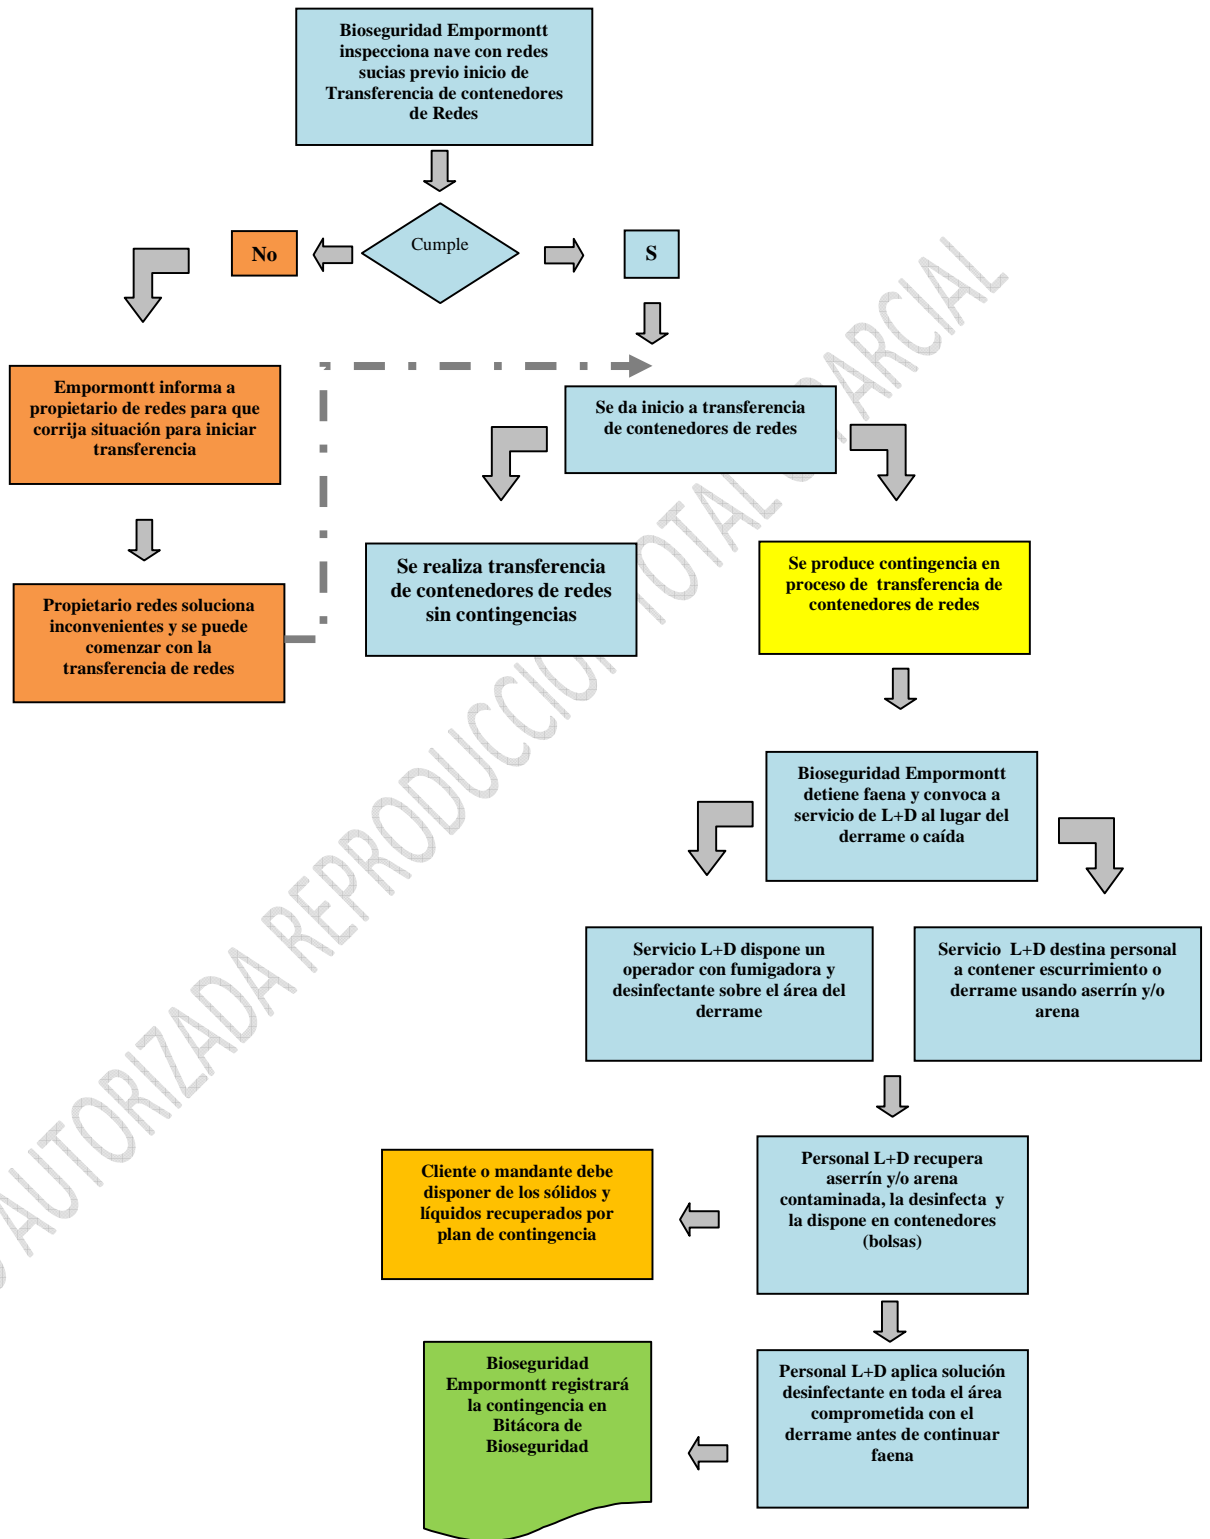 Bioseguridad Empormontt
inspecciona nave con redes
sucias previo inicio de
Transferencia de contenedores
de Redes
Cumple
No
S
Empormontt informa a
propietario de redes para que
corrija situación para iniciar
transferencia
Se da inicio a transferencia
de contenedores de redes
Se realiza transferencia
de contenedores de redes
sin contingencias
Se produce contingencia en
proceso de transferencia de
contenedores de redes
Propietario redes soluciona
inconvenientes y se puede
comenzar con la
transferencia de redes
Bioseguridad Empormontt
detiene faena y convoca a
servicio de L+D al lugar del
derrame o caída
Servicio L+D dispone un
operador con fumigadora y
desinfectante sobre el área del
derrame
Servicio L+D destina personal
a contener escurrimiento o
derrame usando aserrín y/o
arena
Personal L+D recupera
aserrín y/o arena
contaminada, la desinfecta y
la dispone en contenedores
(bolsas)
Cliente o mandante debe
disponer de los sólidos y
líquidos recuperados por
plan de contingencia
Personal L+D aplica solución
desinfectante en toda el área
comprometida con el
derrame antes de continuar
faena
Bioseguridad
Empormontt registrará
la contingencia en
Bitácora de
Bioseguridad
AUTORIZADA REPRODUCCION TOTAL O PARCIAL